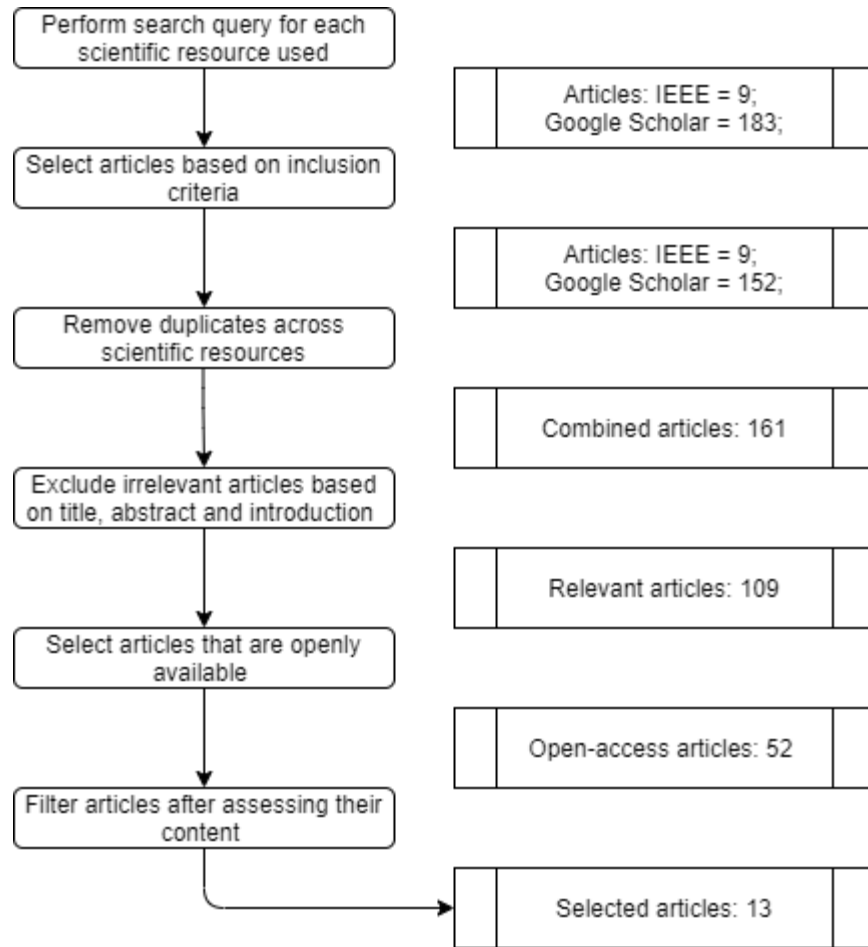 Perform search query for each
scientific resource used
Articles: IEEE = 9;
Google Scholar = 183;
Select articles based on inclusion
criteria
Articles: IEEE = 9;
Google Scholar = 152;
Remove duplicates across
scientific resources
Combined articles: 161
Exclude irrelevant articles based
on title, abstract and introduction
Relevant articles: 109
Select articles that are openly
available
Open-access articles: 52
Filter articles after assessing their
content
Selected articles: 13